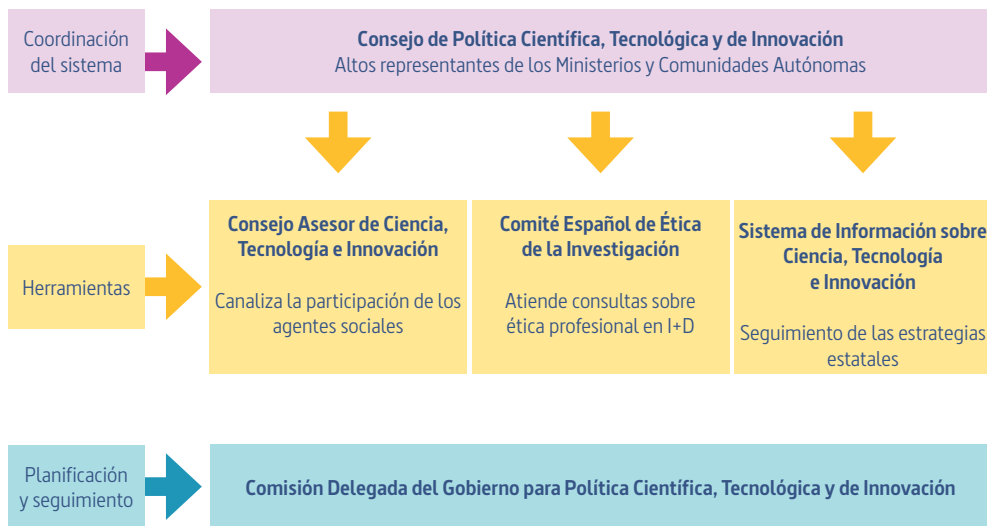 Coordinación
del sistema
Consejo de Política Científica, Tecnológica y de Innovación
Altos representantes de los Ministerios y Comunidades Autónomas
Herramientas
Consejo Asesor de Ciencia,
Tecnología e Innovación
Canaliza la participación de los
agentes sociales
Comité Español de Ética
de la Investigación
Atiende consultas sobre
ética profesional en I+D
Sistema de Información sobre
Ciencia, Tecnología
e Innovación
Seguimiento de las estrategias
estatales
Planificación
y seguimiento
Comisión Delegada del Gobierno para Política Científica, Tecnológica y de Innovación